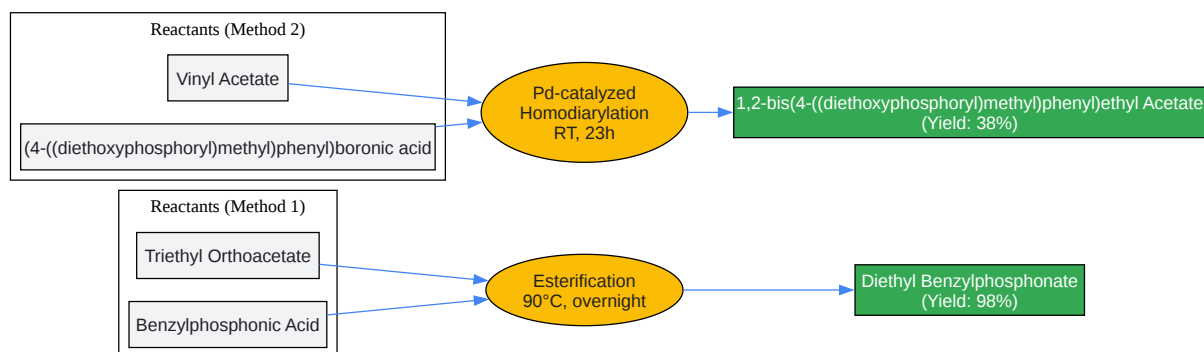 Reactants (Method 2)
Vinyl Acetate
(4-((diethoxyphosphoryl)methyl)phenyl)boronic acid
Pd-catalyzed
Homodiarylation
RT, 23h
1,2-bis(4-((diethoxyphosphoryl)methyl)phenyl)ethyl Acetate
(Yield: 38%)
Reactants (Method 1)
Triethyl Orthoacetate
Benzylphosphonic Acid
Esterification
90°C, overnight
Diethyl Benzylphosphonate
(Yield: 98%)